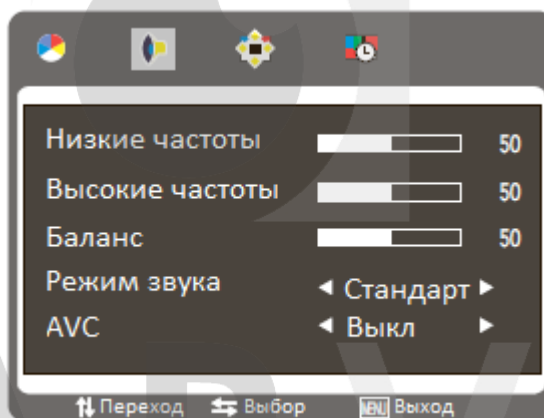 Низкие частоты 50
Высокие частоты 50
Баланс 50
Режим звука Стандарт
AVC Выкл
Переход Выбор MENU Выход